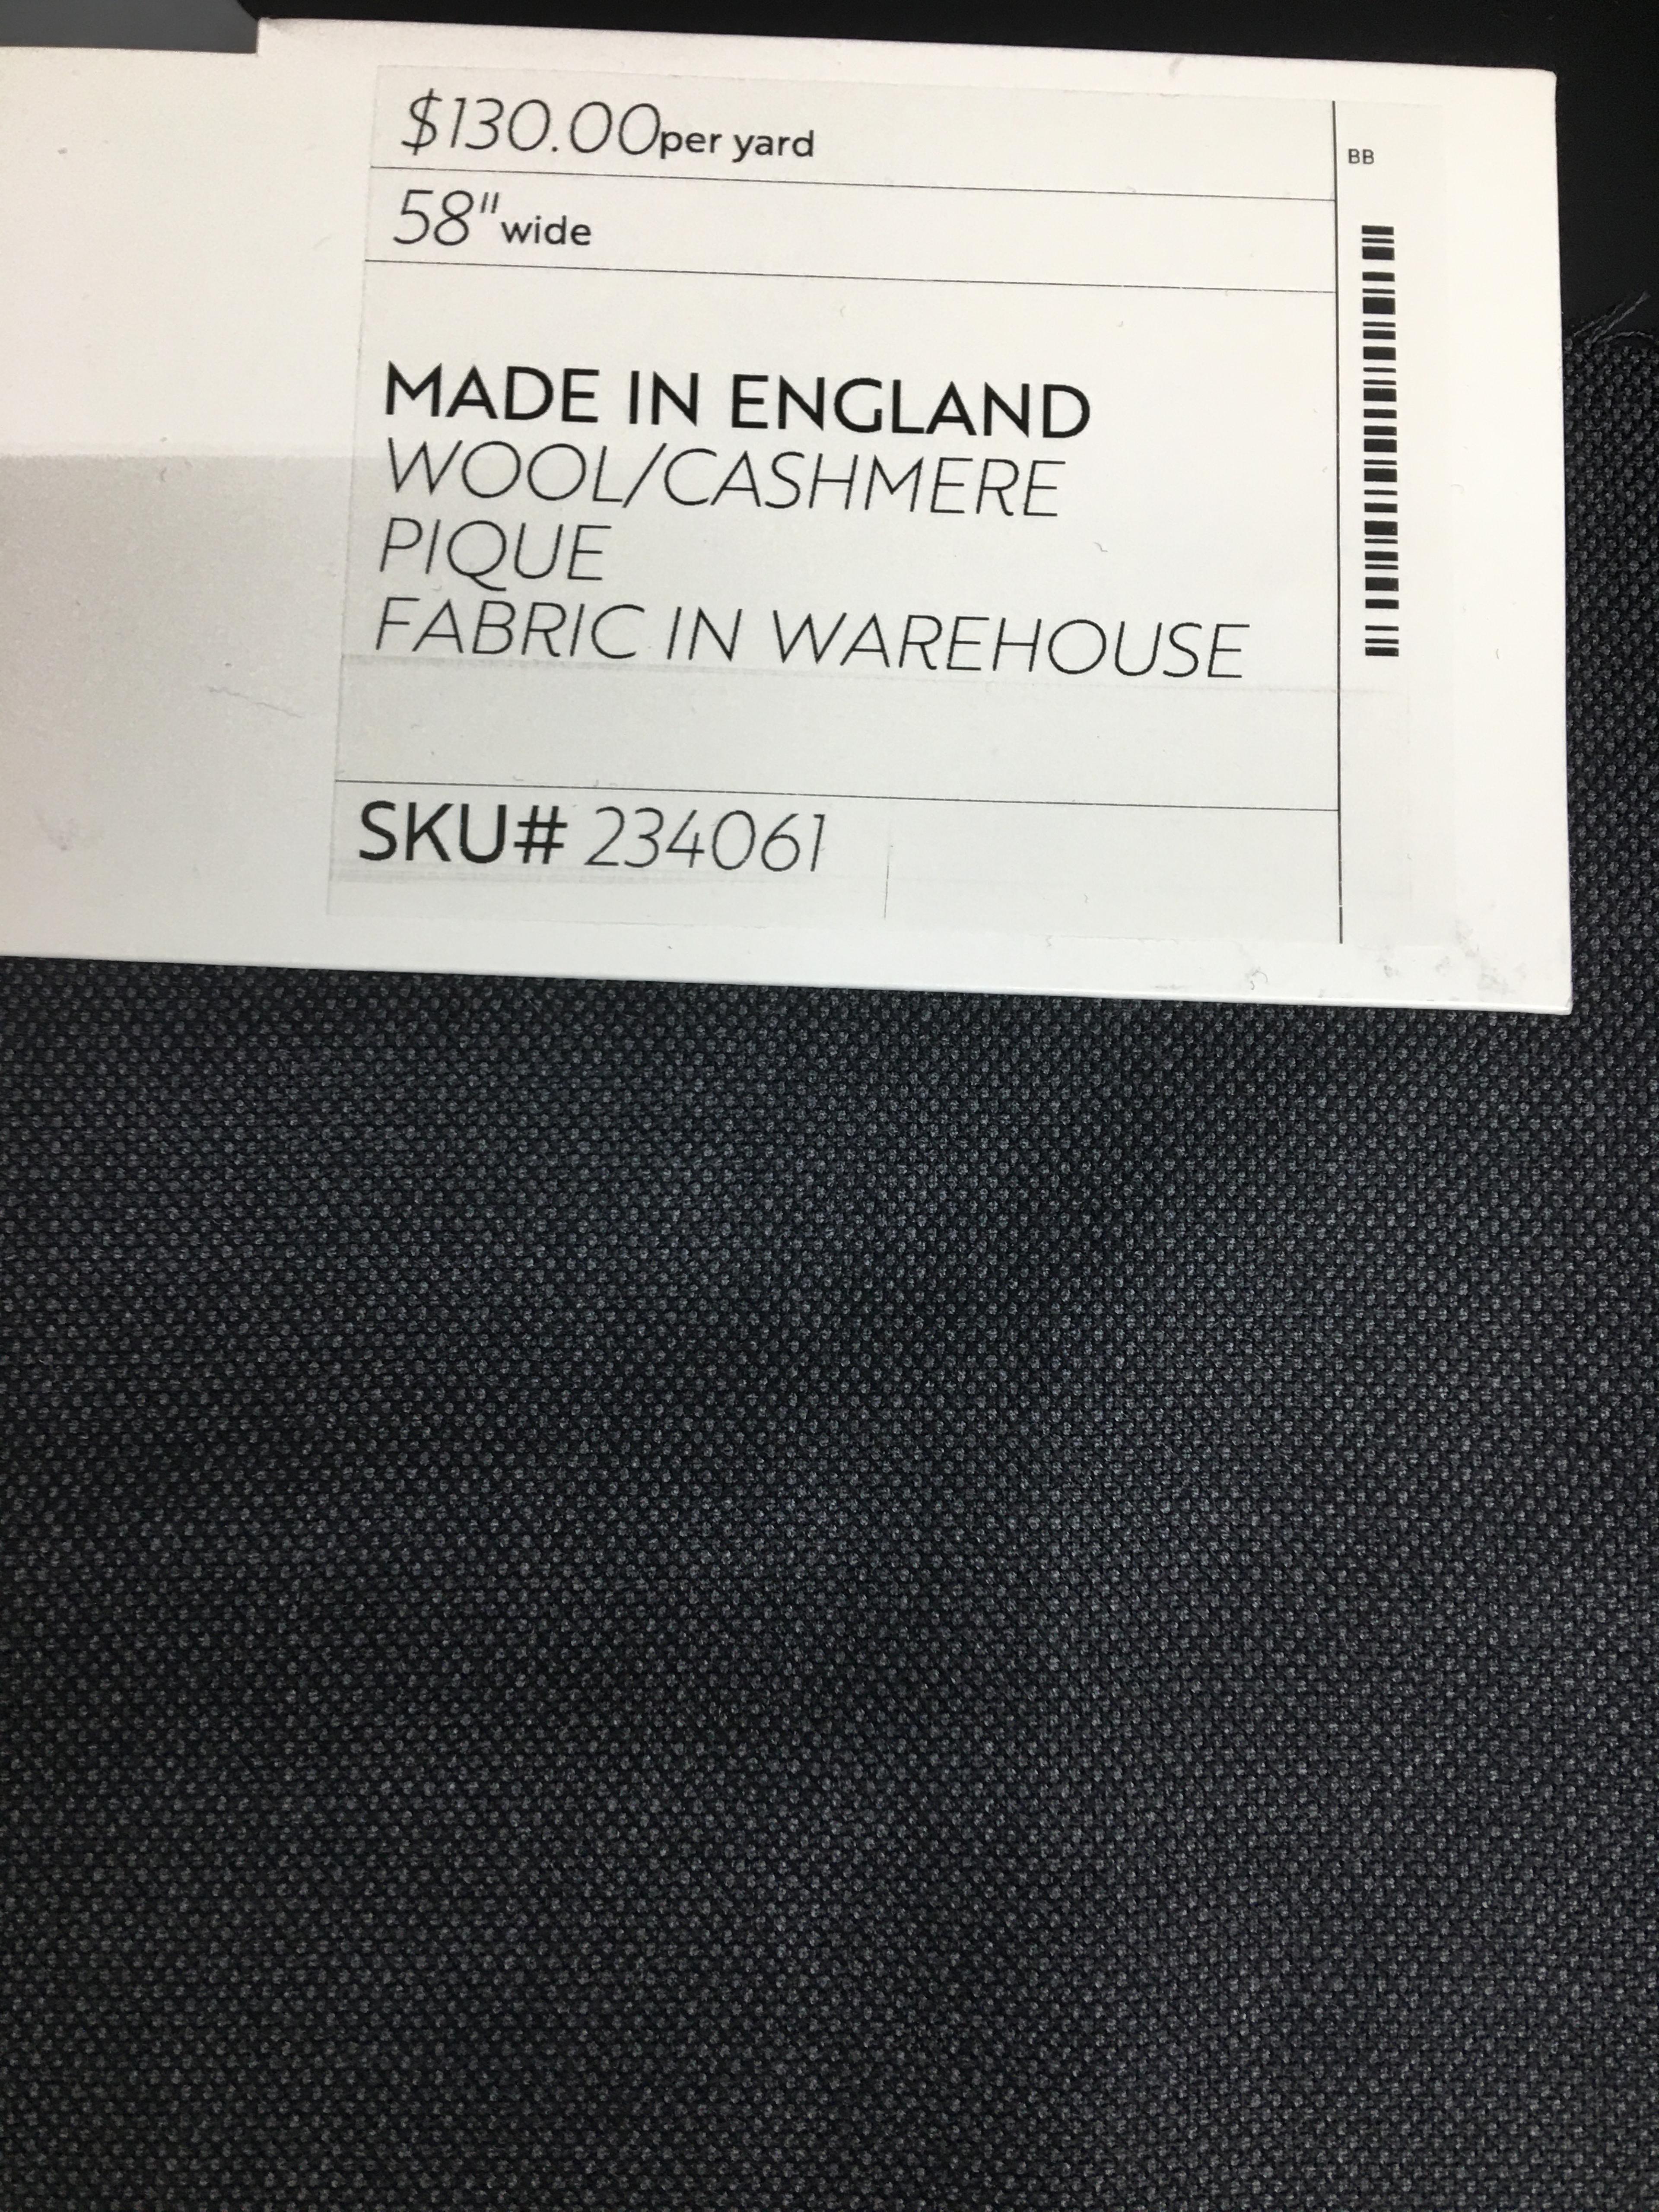 $130.00per yard
BB
58"wide
MADE IN ENGLAND
WOOL/CASHMERE
PIQUE
FABRIC IN WAREHOUSE
SKU# 234061